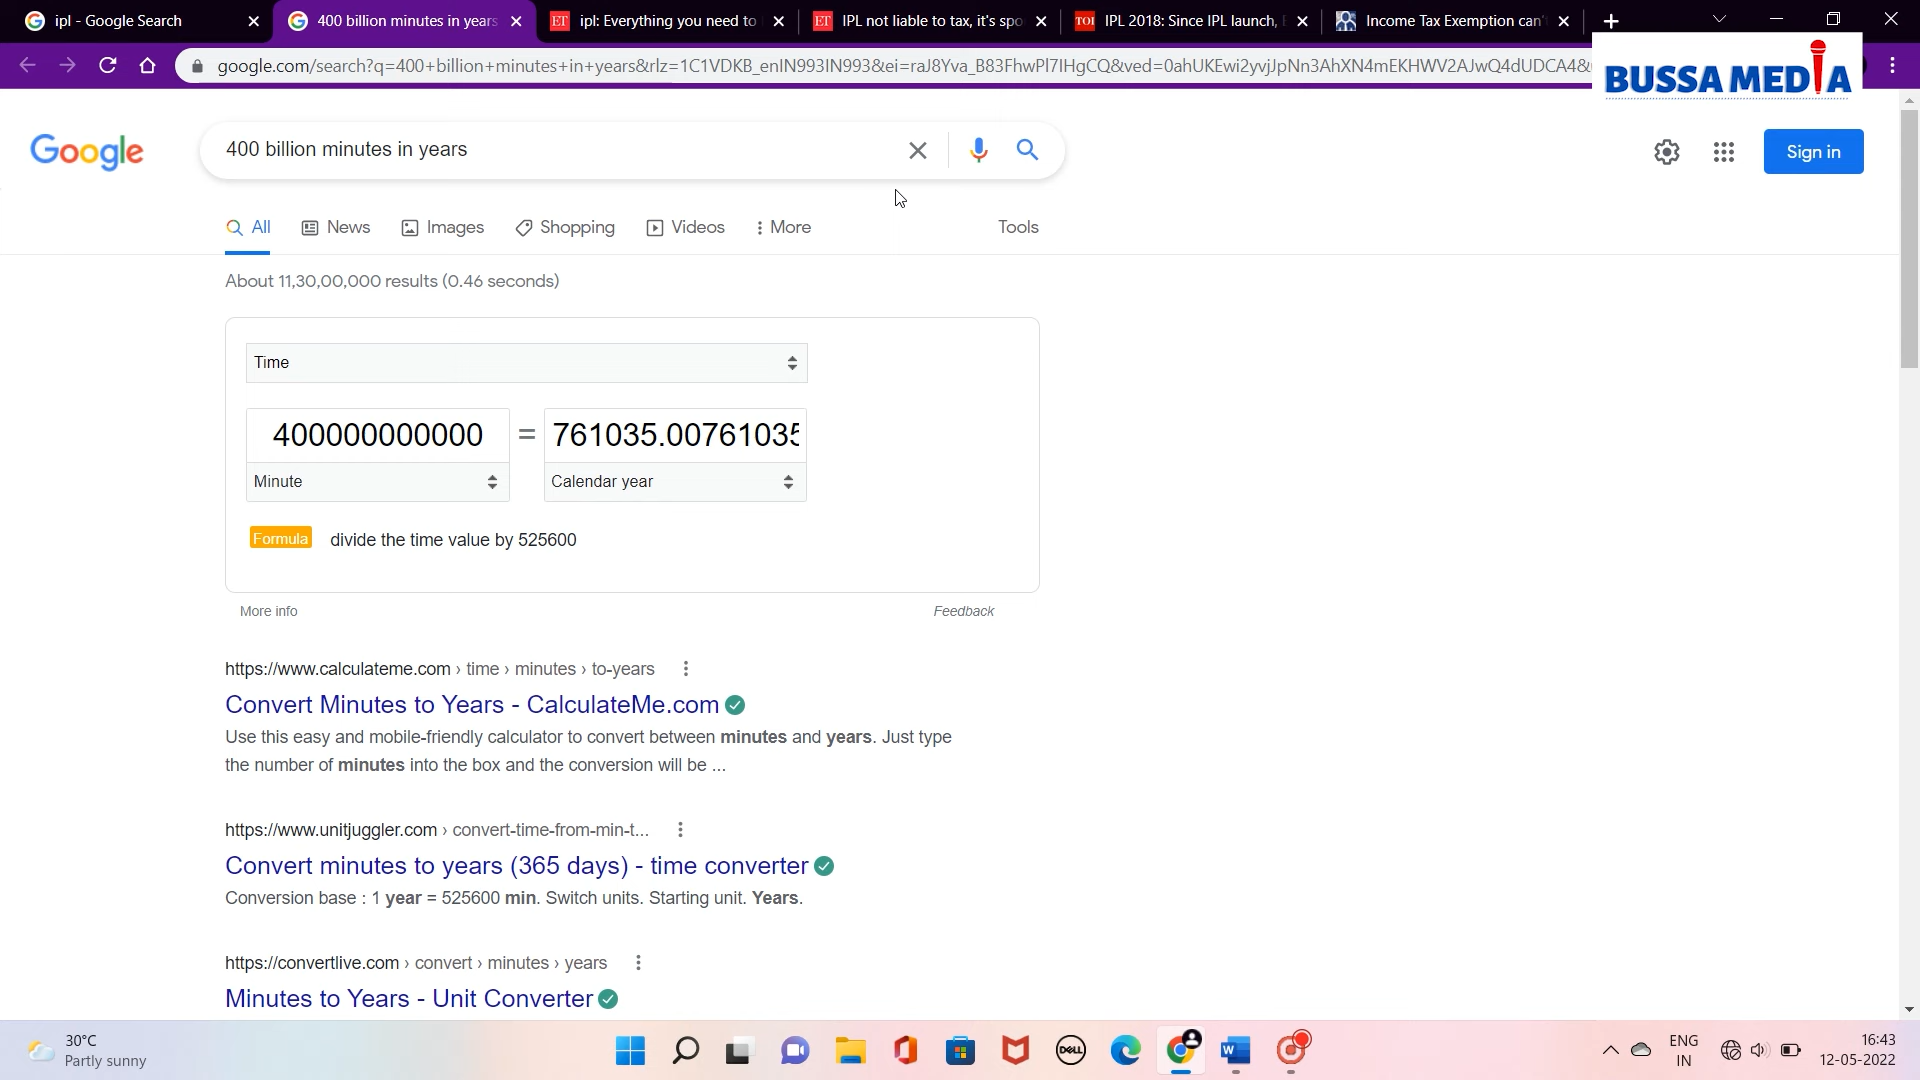 ipl - Google Search
400 billion minutes in years
ipl: Everything you need to
IPL not liable to tax, it's spo
IPL 2018: Since IPL launch,
Income Tax Exemption can'
google.com/search?q=400+billion+minutes+in+years&rlz=1C1VDKB_enIN993IN993&ei=raJ8Yva_B83FhwPl7IHgCQ&ved=0ahUKEwi2yvjJpNn3AhXN4mEKHWV2AJwQ4dUDCA4&
BUSSA MEDIA
Google
400 billion minutes in years
Sign in
All
News
Images
Shopping
Videos
More
Tools
About 11,30,00,000 results (0.46 seconds)
Time
400000000000 = 761035.00761035
Minute
Calendar year
Formula
divide the time value by 525600
More info
Feedback
https://www.calculateme.com › time › minutes › to-years
Convert Minutes to Years - CalculateMe.com
Use this easy and mobile-friendly calculator to convert between minutes and years. Just type
the number of minutes into the box and the conversion will be ...
https://www.unitjuggler.com › convert-time-from-min-t...
Convert minutes to years (365 days) - time converter
Conversion base : 1 year = 525600 min. Switch units. Starting unit. Years.
https://convertlive.com › convert › minutes › years
Minutes to Years - Unit Converter
30°C
Partly sunny
ENG
IN
16:43
12-05-2022